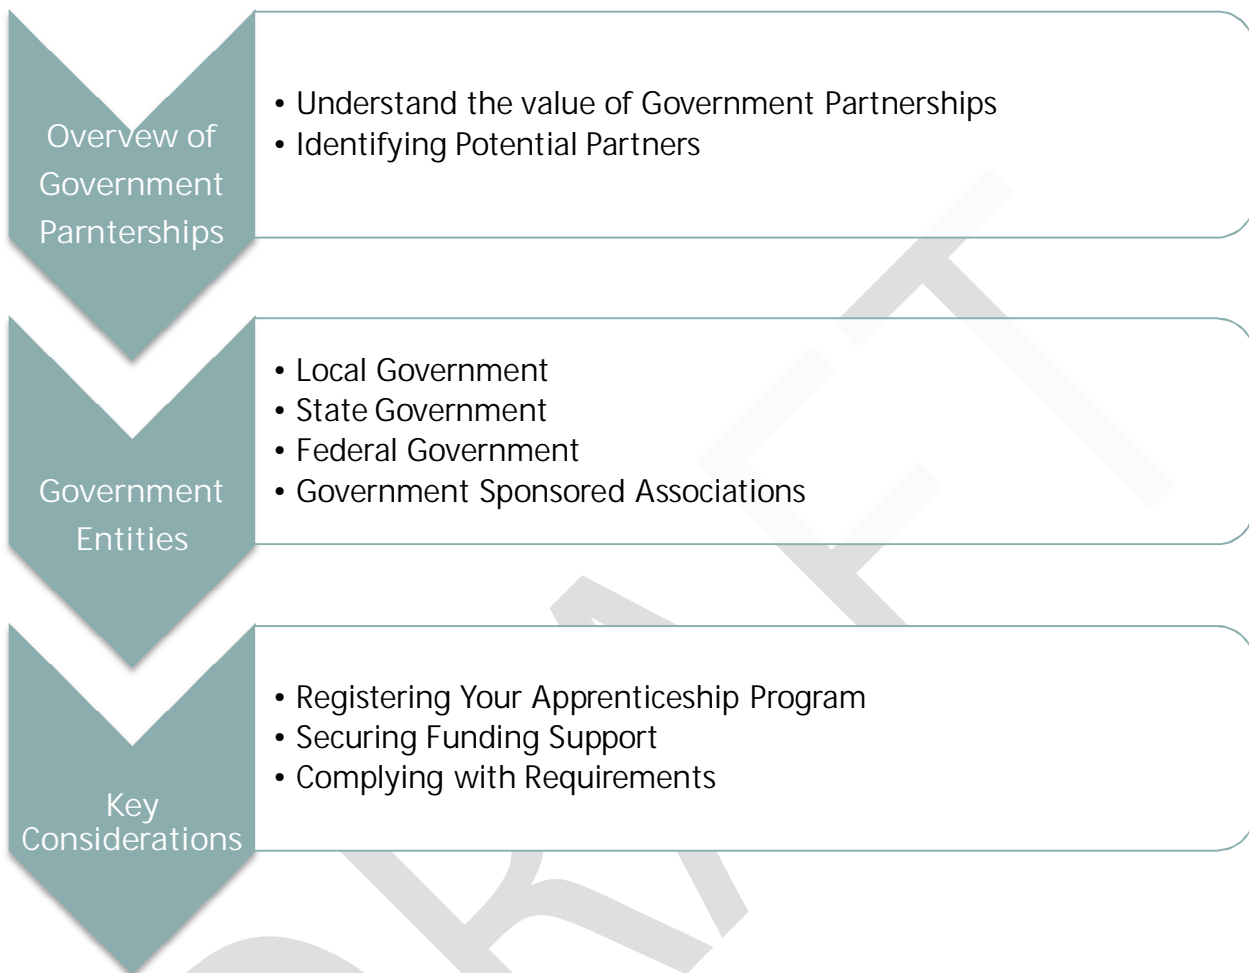 Overvew of
Government
Parnterships
• Understand the value of Government Partnerships
• Identifying Potential Partners
Government
Entities
• Local Government
• State Government
• Federal Government
• Government Sponsored Associations
Key
Considerations
• Registering Your Apprenticeship Program
• Securing Funding Support
• Complying with Requirements
DRAFT